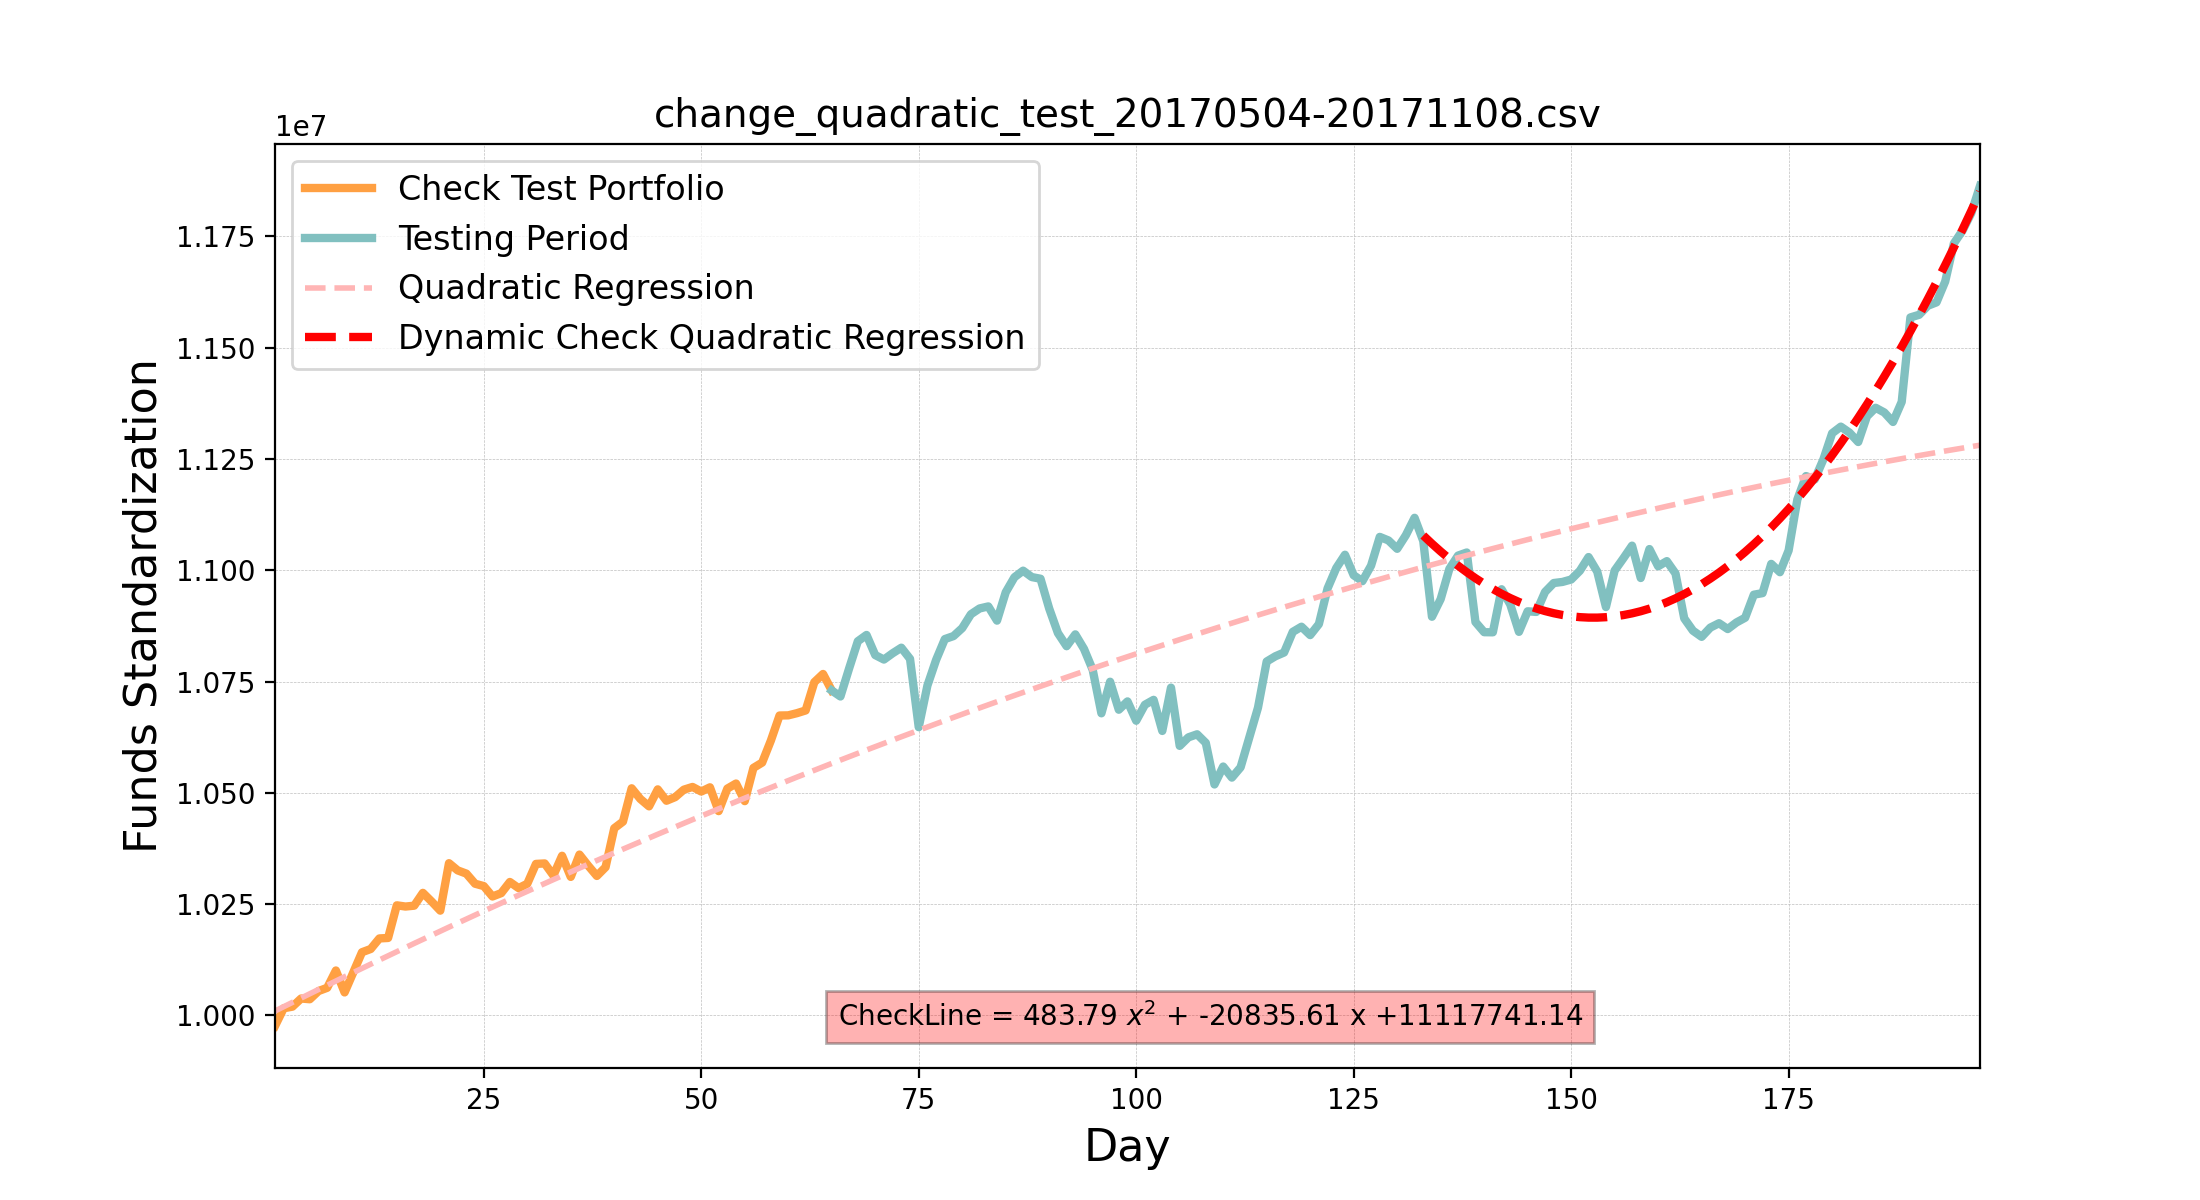 change_quadratic_test_20170504-20171108.csv
1e7
Check Test Portfolio
Testing Period
Quadratic Regression
Dynamic Check Quadratic Regression
1.175
1.150
1.125
1.100
1.075
1.050
1.025
1.000
Funds Standardization
CheckLine = 483.79 x² + -20835.61 x +11117741.14
25 50 75 100 125 150 175
Day